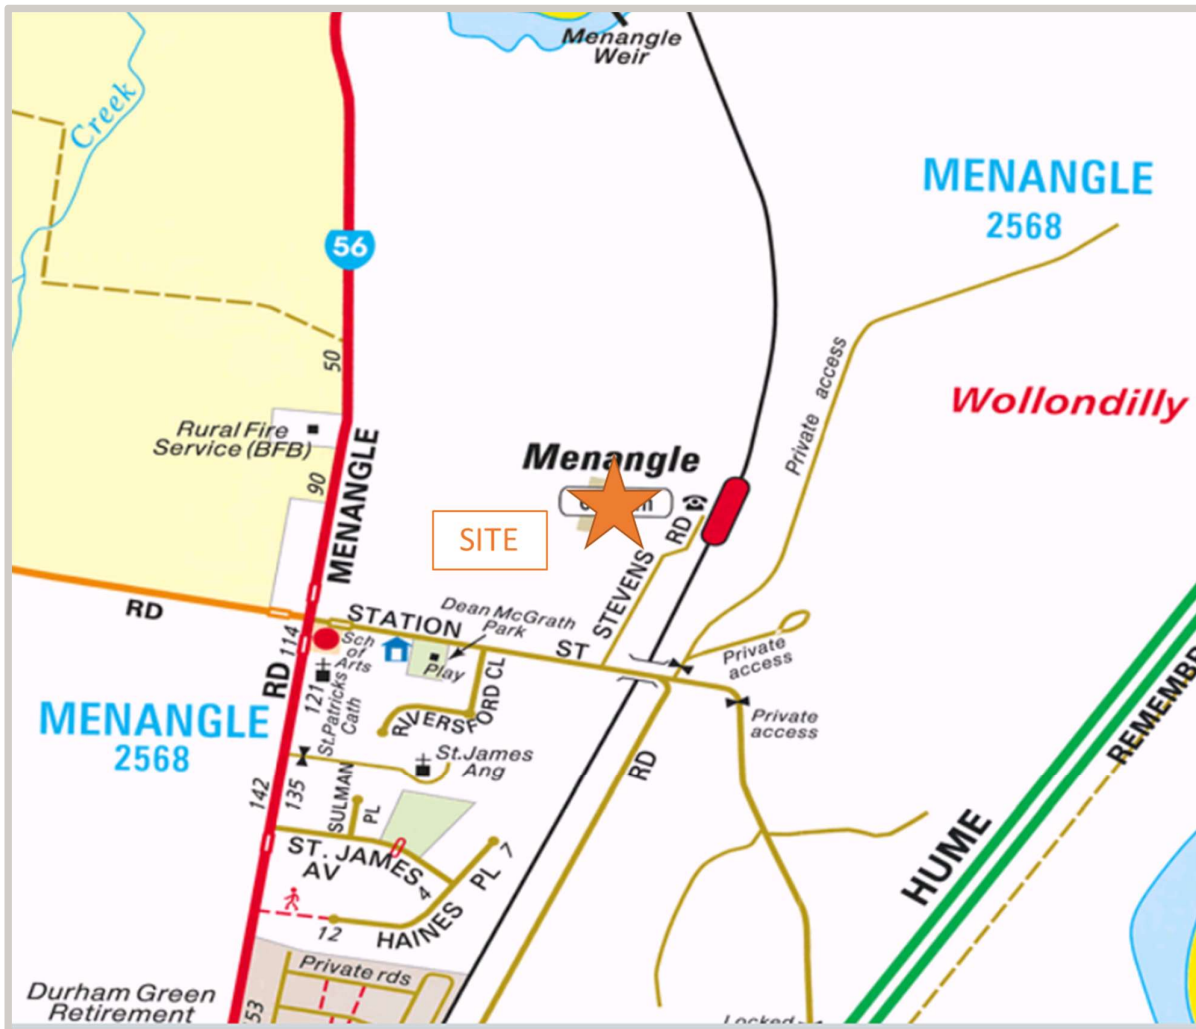 Menangle
Weir
Creek
MENANGLE
2568
56
Private access
50
Wollondilly
Rural Fire
Service (BFB)
Menangle
90
MENANGLE
SITE
RD
STEVENS
RD
STATION
ST
Dean McGrath
Park
114
Sch
of
Arts
Play
RD
121
St.Patricks
Cath
RIVERSFORD CL
Private
access
Private
access
MENANGLE
2568
St.James
Ang
RD
REMEMBR
142
135
SULMAN
PL
HUME
ST. JAMES
AV
4
PL
7
12
HAINES
Private rds
Durham Green
Retirement
153
Locked